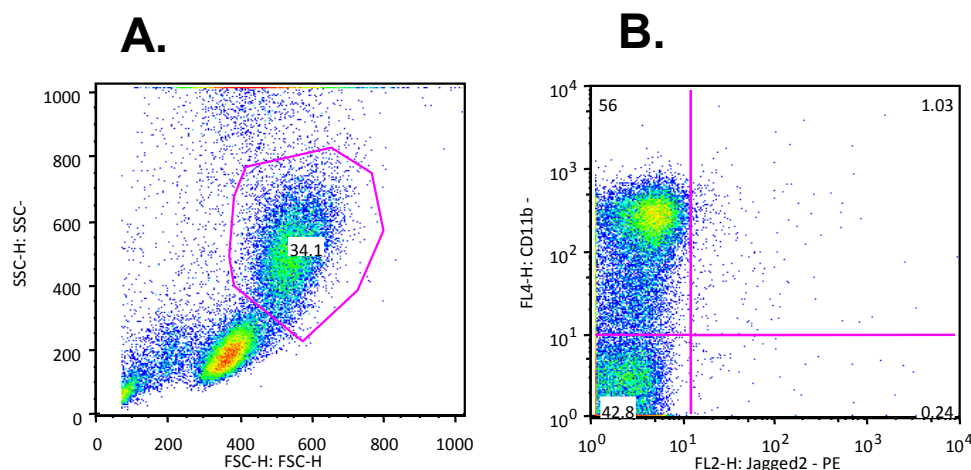 A.
B.
1000
800
600
400
200
0
SSC-H: SSC-
34.1
0 200 400 600 800 1000
FSC-H: FSC-H
10^4
10^3
10^2
10^1
10^0
FL4-H: CD11b -
56 1.03
42.8 0.24
10^0 10^1 10^2 10^3 10^4
FL2-H: Jagged2 - PE